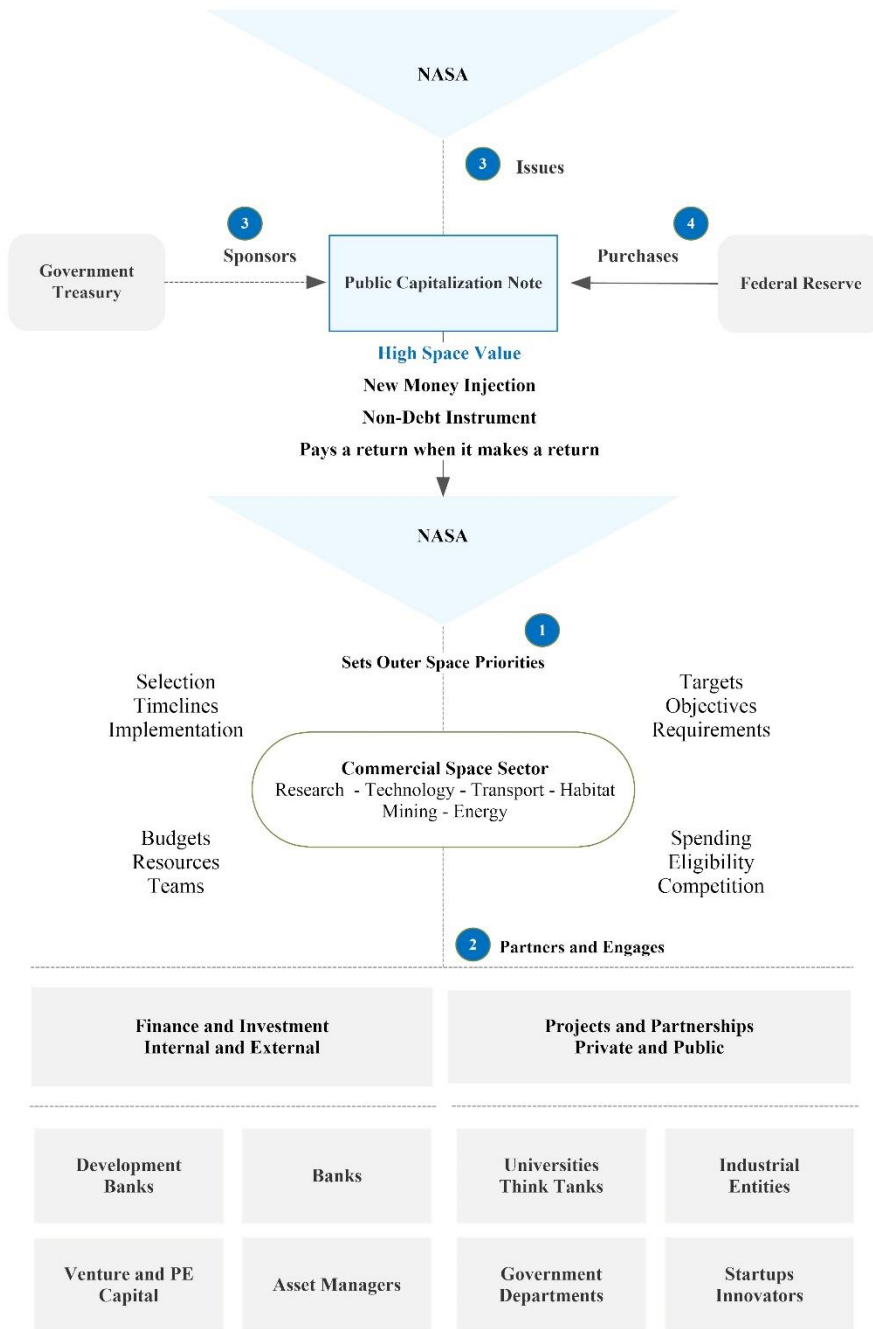 NASA
3 Issues
3
4
Sponsors
Purchases
Government
Treasury
Public Capitalization Note
Federal Reserve
High Space Value
New Money Injection
Non-Debt Instrument
Pays a return when it makes a return
NASA
1
Sets Outer Space Priorities
Selection
Timelines
Implementation
Targets
Objectives
Requirements
Commercial Space Sector
Research - Technology - Transport - Habitat
Mining - Energy
Budgets
Resources
Teams
Spending
Eligibility
Competition
2 Partners and Engages
Finance and Investment
Internal and External
Projects and Partnerships
Private and Public
Development
Banks
Banks
Universities
Think Tanks
Industrial
Entities
Venture and PE
Capital
Asset Managers
Government
Departments
Startups
Innovators